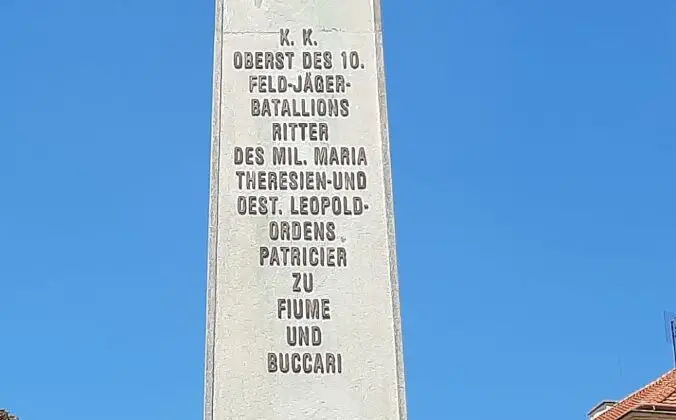 K. K.
OBERST DES 10.
FELD-JÄGER-
BATALLIONS
RITTER
DES MIL. MARIA
THERESIEN-UND
OEST. LEOPOLD-
ORDENS
PATRICIER
ZU
FIUME
UND
BUCCARI